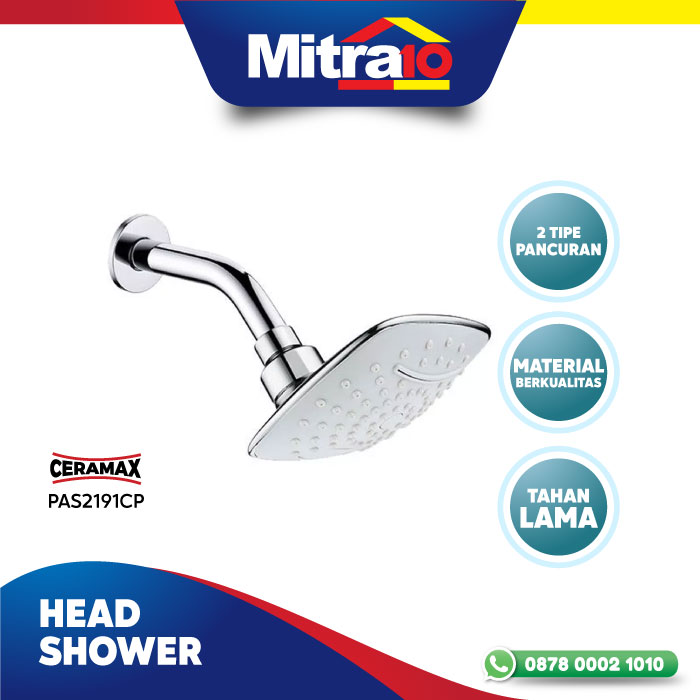 Mitra10
2 TIPE
PANCURAN
MATERIAL
BERKUALITAS
TAHAN
LAMA
CERAMAX
PAS2191CP
HEAD
SHOWER
0878 0002 1010